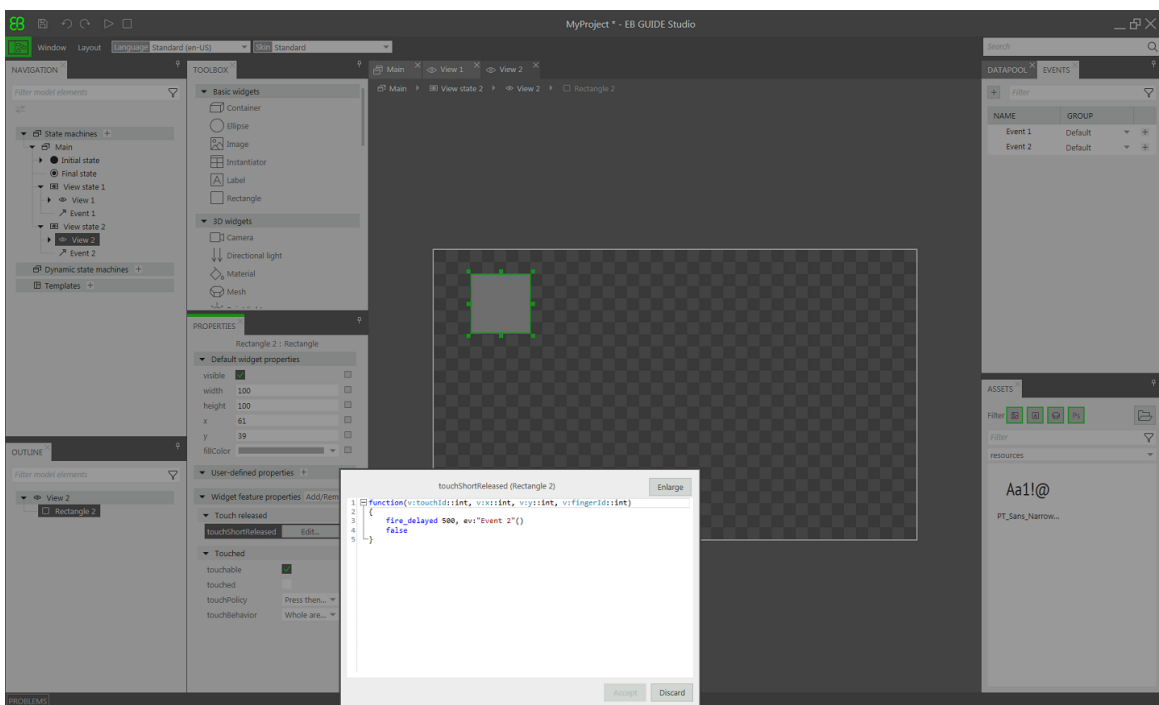 EB
MyProject * - EB GUIDE Studio
Window Layout Language Standard (en-US) Skin Standard
Search
NAVIGATION
Filter model elements
State machines +
Main
Initial state
Final state
View state 1
View 1
Event 1
View state 2
View 2
Event 2
Dynamic state machines +
Templates +
OUTLINE
Filter model elements
View 2
Rectangle 2
PROBLEMS
TOOLBOX
Basic widgets
Container
Ellipse
Image
Instantiator
Label
Rectangle
3D widgets
Camera
Directional light
Material
Mesh
PROPERTIES
Rectangle 2 : Rectangle
Default widget properties
visible
width 100
height 100
x 61
y 39
fillColor
User-defined properties +
Widget feature properties Add/Rem
Touch released
touchShortReleased Edit...
Touched
touchable
touched
touchPolicy Press then...
touchBehavior Whole are...
Main View 1 View 2
Main View state 2 View 2 Rectangle 2
touchShortReleased (Rectangle 2)
Enlarge
1 function(v:touchId::int, v:x::int, v:y::int, v:fingerId::int)
2 {
3 fire_delayed 500, ev:"Event 2"()
4 false
5 }
Accept Discard
DATAPOOL EVENTS
+ Filter
NAME GROUP
Event 1 Default
Event 2 Default
ASSETS
Filter
Filter
resources
Aa1!@
PT_Sans_Narrow...